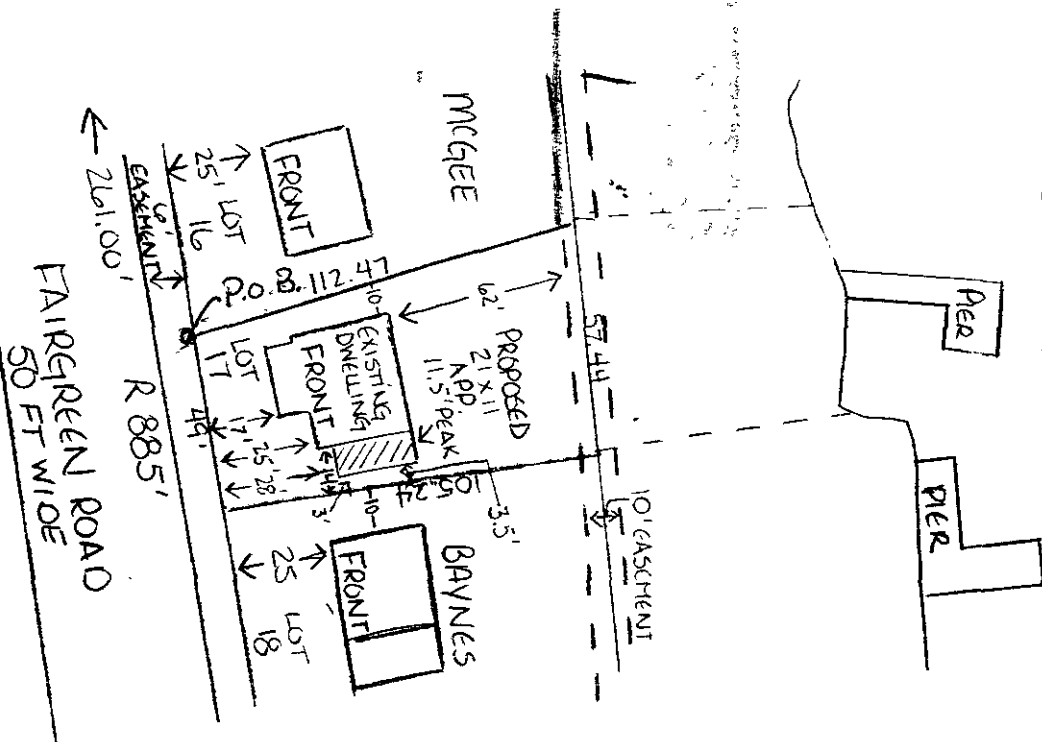 MCGEE
FRONT
25' LOT
16
6'
EASEMENT
← 261.00'
P.O.B. 112.47
10
LOT
17
49'
R 885'
FAIRGREEN ROAD
50 FT WIDE
EXISTING
DWELLING
FRONT
62'
PROPOSED
21 X 11
APP.
11.5' PEAK
57.44
17'
25'
28'
3'
10
3.5'
10' EASEMENT
BAYNES
FRONT
25
LOT
18
PIER
PIER